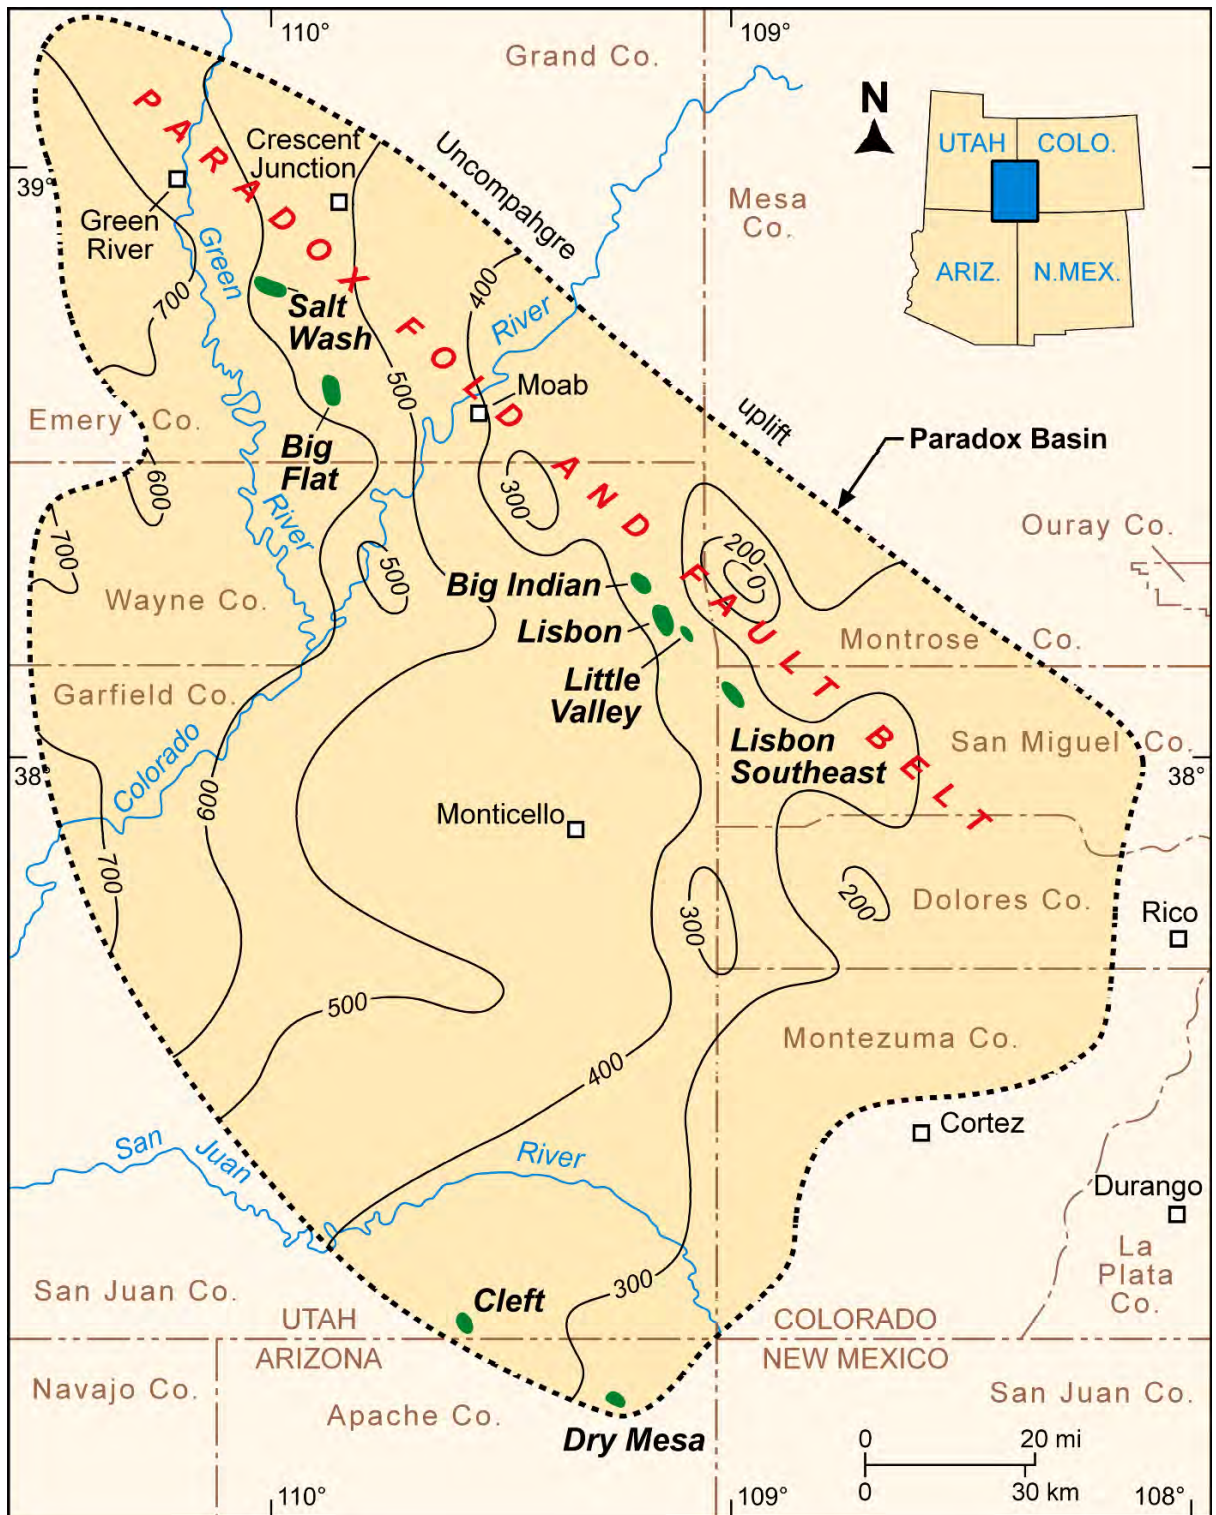 110°
109°
Grand Co.
N
UTAH
COLO.
ARIZ.
N.MEX.
PARADOX FOLD AND FAULT BELT
Crescent
Junction
Uncompahgre
uplift
39°
Green
River
Mesa
Co.
Green
River
700
Salt
Wash
400
River
500
Moab
Emery Co.
Big
Flat
Paradox Basin
600
300
River
700
500
200
0
Ouray Co.
Big Indian
Wayne Co.
Lisbon
Montrose Co.
Little
Valley
Garfield Co.
Lisbon
Southeast
San Miguel Co.
38°
38°
Colorado
600
Monticello
700
300
200
Dolores Co.
Rico
500
Montezuma Co.
400
Cortez
San Juan
River
Durango
La
Plata
Co.
300
San Juan Co.
Cleft
UTAH
COLORADO
ARIZONA
NEW MEXICO
Navajo Co.
San Juan Co.
Apache Co.
Dry Mesa
0 20 mi
0 30 km
110°
109°
108°